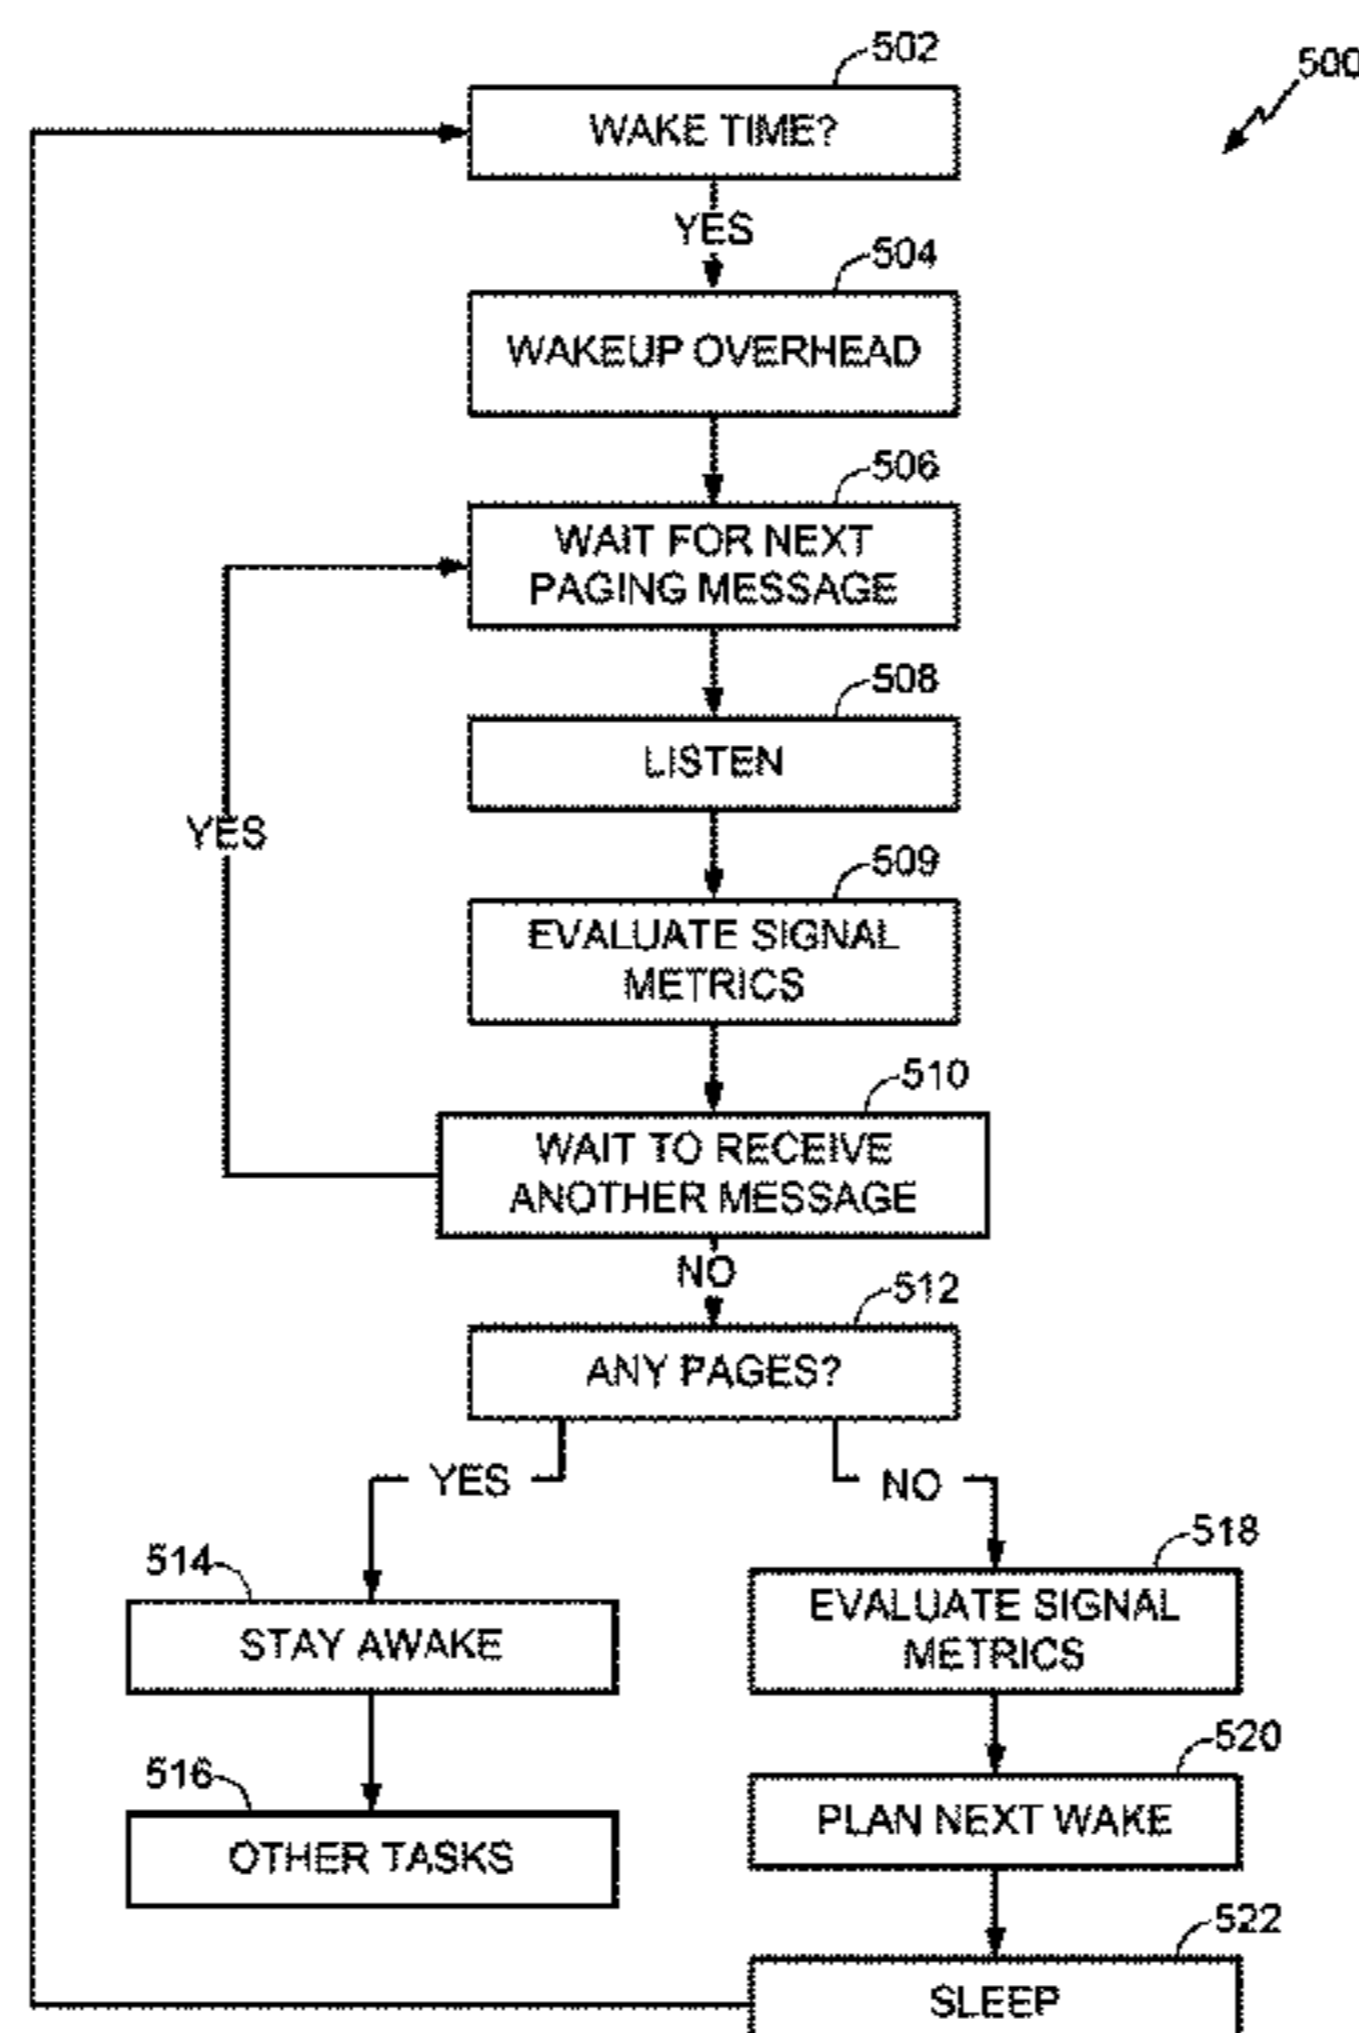 502
500
WAKE TIME?
YES
504
WAKEUP OVERHEAD
506
WAIT FOR NEXT
PAGING MESSAGE
508
LISTEN
YES
509
EVALUATE SIGNAL
METRICS
510
WAIT TO RECEIVE
ANOTHER MESSAGE
NO
512
ANY PAGES?
YES
NO
514
STAY AWAKE
518
EVALUATE SIGNAL
METRICS
516
OTHER TASKS
520
PLAN NEXT WAKE
522
SLEEP